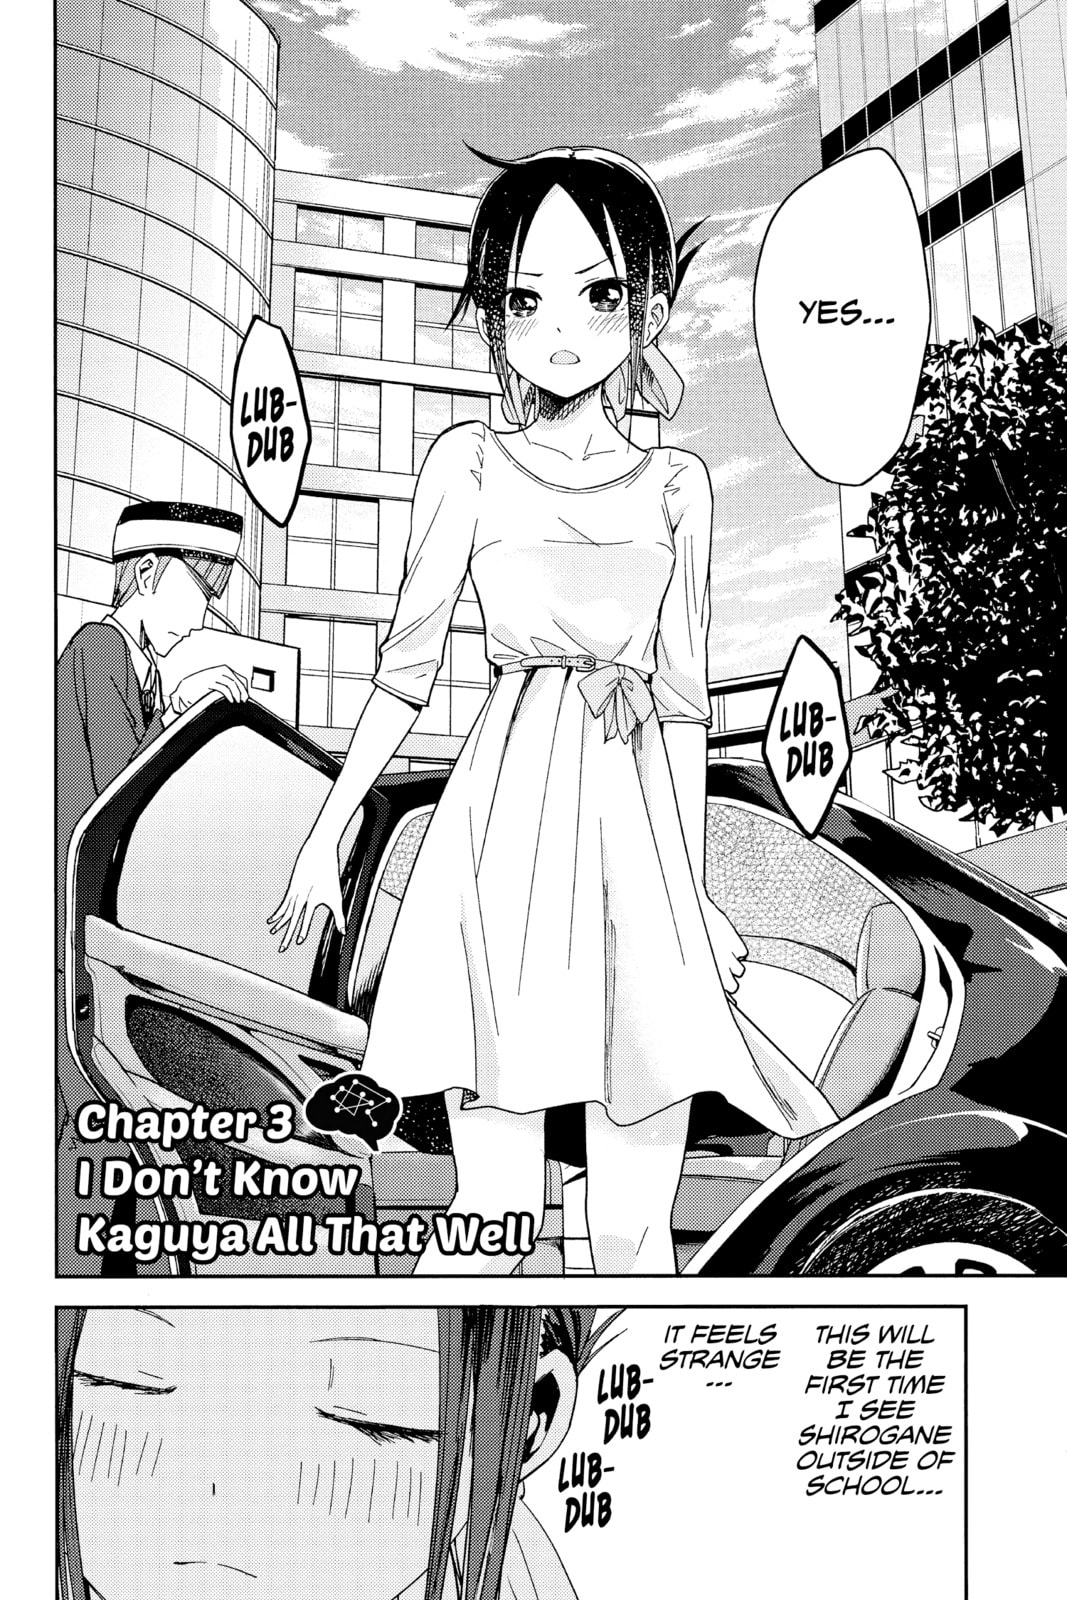 YES...
LUB-
DUB
LUB-
DUB
Chapter 3
I Don't Know
Kaguya All That Well
THIS WILL
BE THE
FIRST TIME
I SEE
SHIROGANE
OUTSIDE OF
SCHOOL...
IT FEELS
STRANGE
...
LUB-
DUB
LUB-
DUB